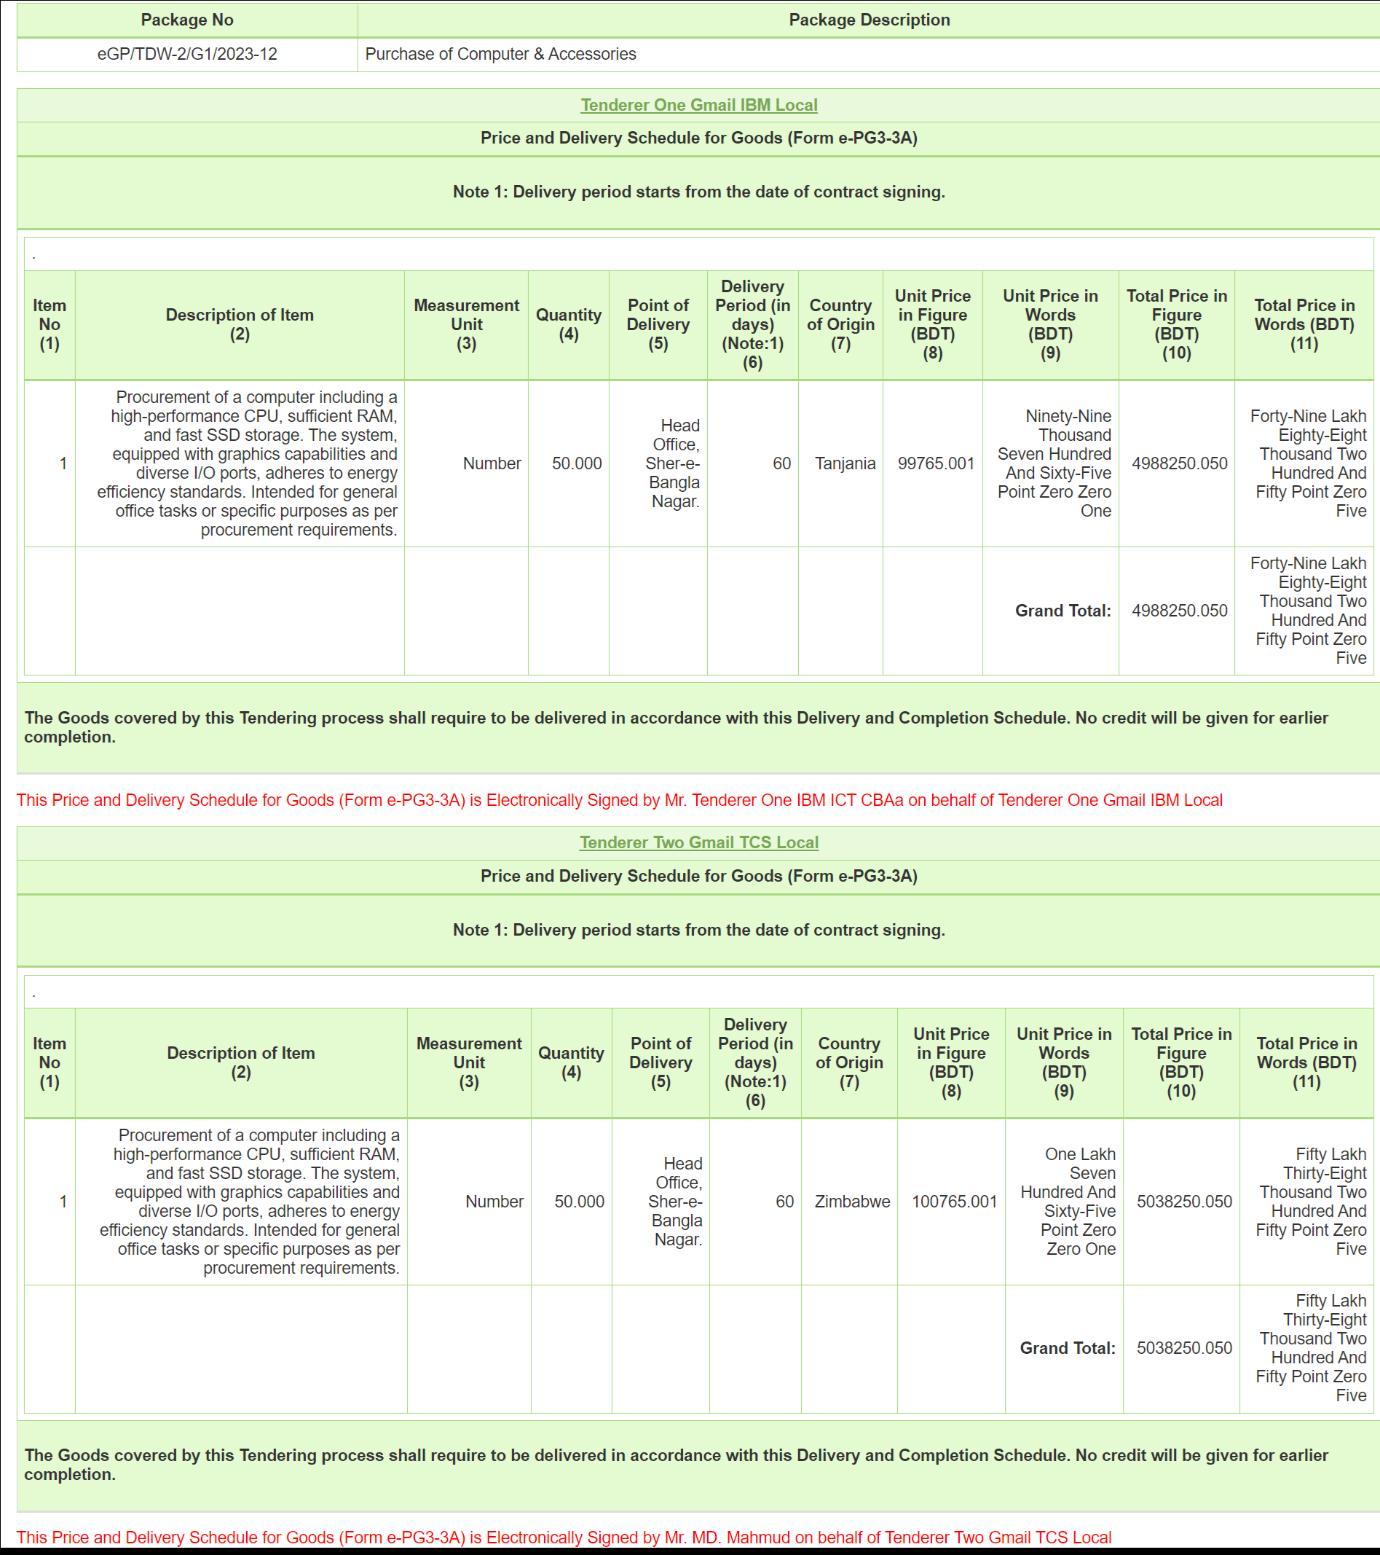 Package No
Package Description
eGP/TDW-2/G1/2023-12
Purchase of Computer & Accessories
Tenderer One Gmail IBM Local
Price and Delivery Schedule for Goods (Form e-PG3-3A)
Note 1: Delivery period starts from the date of contract signing.
.
Item
No
(1)
Description of Item
(2)
Measurement
Unit
(3)
Quantity
(4)
Point of
Delivery
(5)
Delivery
Period (in
days)
(Note:1)
(6)
Country
of Origin
(7)
Unit Price
in Figure
(BDT)
(8)
Unit Price in
Words
(BDT)
(9)
Total Price in
Figure
(BDT)
(10)
Total Price in
Words (BDT)
(11)
1
Procurement of a computer including a
high-performance CPU, sufficient RAM,
and fast SSD storage. The system,
equipped with graphics capabilities and
diverse I/O ports, adheres to energy
efficiency standards. Intended for general
office tasks or specific purposes as per
procurement requirements.
Number
50.000
Head
Office,
Sher-e-
Bangla
Nagar.
60
Tanjania
99765.001
Ninety-Nine
Thousand
Seven Hundred
And Sixty-Five
Point Zero Zero
One
4988250.050
Forty-Nine Lakh
Eighty-Eight
Thousand Two
Hundred And
Fifty Point Zero
Five
Grand Total:
4988250.050
Forty-Nine Lakh
Eighty-Eight
Thousand Two
Hundred And
Fifty Point Zero
Five
The Goods covered by this Tendering process shall require to be delivered in accordance with this Delivery and Completion Schedule. No credit will be given for earlier
completion.
This Price and Delivery Schedule for Goods (Form e-PG3-3A) is Electronically Signed by Mr. Tenderer One IBM ICT CBAa on behalf of Tenderer One Gmail IBM Local
Tenderer Two Gmail TCS Local
Price and Delivery Schedule for Goods (Form e-PG3-3A)
Note 1: Delivery period starts from the date of contract signing.
.
Item
No
(1)
Description of Item
(2)
Measurement
Unit
(3)
Quantity
(4)
Point of
Delivery
(5)
Delivery
Period (in
days)
(Note:1)
(6)
Country
of Origin
(7)
Unit Price
in Figure
(BDT)
(8)
Unit Price in
Words
(BDT)
(9)
Total Price in
Figure
(BDT)
(10)
Total Price in
Words (BDT)
(11)
1
Procurement of a computer including a
high-performance CPU, sufficient RAM,
and fast SSD storage. The system,
equipped with graphics capabilities and
diverse I/O ports, adheres to energy
efficiency standards. Intended for general
office tasks or specific purposes as per
procurement requirements.
Number
50.000
Head
Office,
Sher-e-
Bangla
Nagar.
60
Zimbabwe
100765.001
One Lakh
Seven
Hundred And
Sixty-Five
Point Zero
Zero One
5038250.050
Fifty Lakh
Thirty-Eight
Thousand Two
Hundred And
Fifty Point Zero
Five
Grand Total:
5038250.050
Fifty Lakh
Thirty-Eight
Thousand Two
Hundred And
Fifty Point Zero
Five
The Goods covered by this Tendering process shall require to be delivered in accordance with this Delivery and Completion Schedule. No credit will be given for earlier
completion.
This Price and Delivery Schedule for Goods (Form e-PG3-3A) is Electronically Signed by Mr. MD. Mahmud on behalf of Tenderer Two Gmail TCS Local